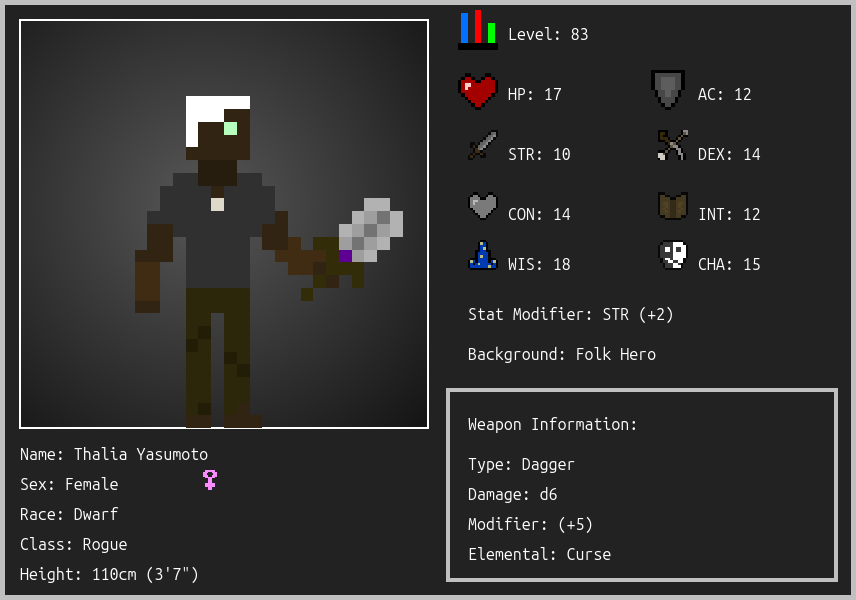 Level: 83
HP: 17
AC: 12
STR: 10
DEX: 14
CON: 14
INT: 12
WIS: 18
CHA: 15
Stat Modifier: STR (+2)
Background: Folk Hero
Name: Thalia Yasumoto
Sex: Female
Race: Dwarf
Class: Rogue
Height: 110cm (3'7")
Weapon Information:
Type: Dagger
Damage: d6
Modifier: (+5)
Elemental: Curse